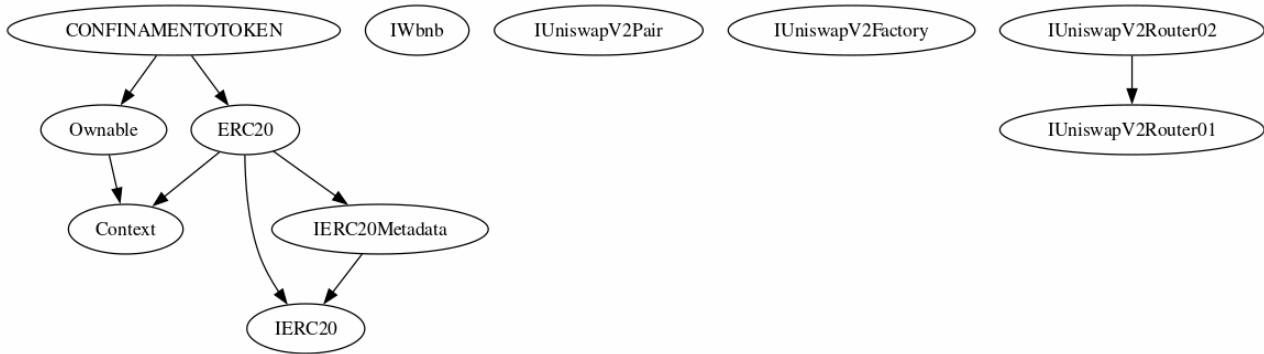 CONFINAMENTOTOKEN
IWbnb
IUniswapV2Pair
IUniswapV2Factory
IUniswapV2Router02
Ownable
ERC20
IUniswapV2Router01
Context
IERC20Metadata
IERC20